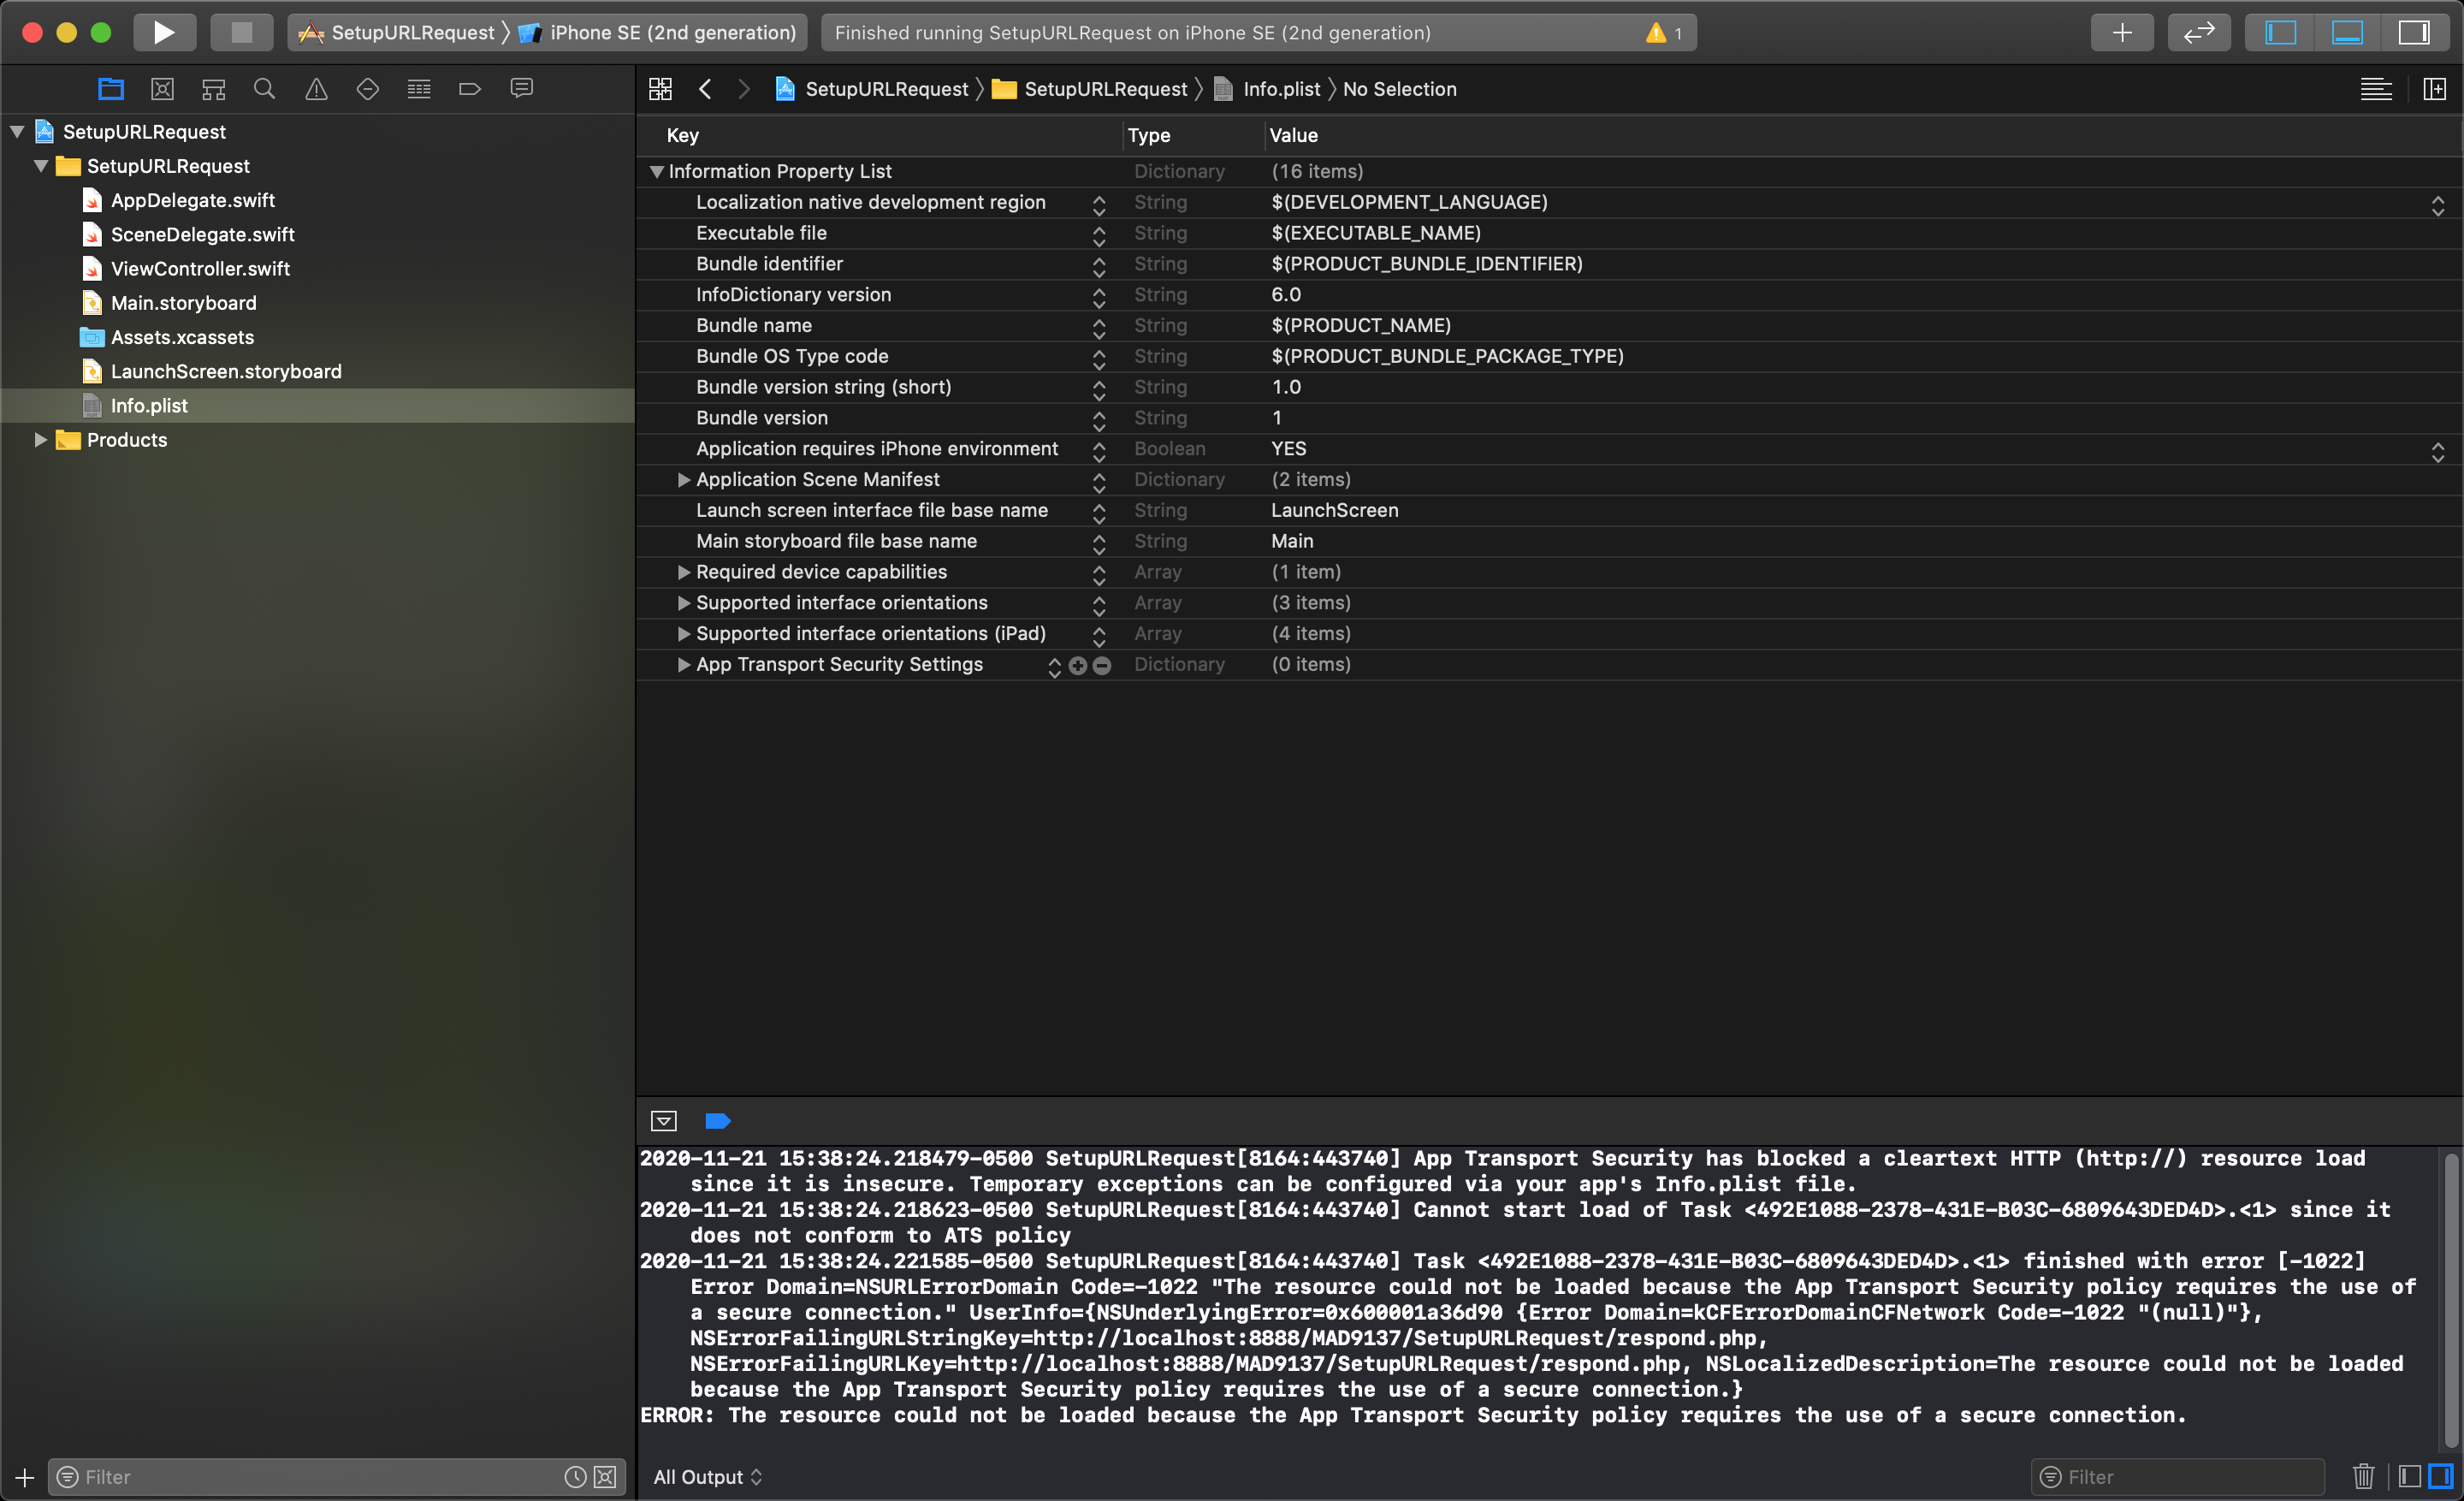 SetupURLRequest 〉 iPhone SE (2nd generation)
Finished running SetupURLRequest on iPhone SE (2nd generation)
1
SetupURLRequest 〉 SetupURLRequest 〉 Info.plist 〉 No Selection
SetupURLRequest
SetupURLRequest
AppDelegate.swift
SceneDelegate.swift
ViewController.swift
Main.storyboard
Assets.xcassets
LaunchScreen.storyboard
Info.plist
Products
Key Type Value
Information Property List Dictionary (16 items)
Localization native development region String $(DEVELOPMENT_LANGUAGE)
Executable file String $(EXECUTABLE_NAME)
Bundle identifier String $(PRODUCT_BUNDLE_IDENTIFIER)
InfoDictionary version String 6.0
Bundle name String $(PRODUCT_NAME)
Bundle OS Type code String $(PRODUCT_BUNDLE_PACKAGE_TYPE)
Bundle version string (short) String 1.0
Bundle version String 1
Application requires iPhone environment Boolean YES
Application Scene Manifest Dictionary (2 items)
Launch screen interface file base name String LaunchScreen
Main storyboard file base name String Main
Required device capabilities Array (1 item)
Supported interface orientations Array (3 items)
Supported interface orientations (iPad) Array (4 items)
App Transport Security Settings Dictionary (0 items)
2020-11-21 15:38:24.218479-0500 SetupURLRequest[8164:443740] App Transport Security has blocked a cleartext HTTP (http://) resource load
since it is insecure. Temporary exceptions can be configured via your app's Info.plist file.
2020-11-21 15:38:24.218623-0500 SetupURLRequest[8164:443740] Cannot start load of Task <492E1088-2378-431E-B03C-6809643DED4D>.<1> since it
does not conform to ATS policy
2020-11-21 15:38:24.221585-0500 SetupURLRequest[8164:443740] Task <492E1088-2378-431E-B03C-6809643DED4D>.<1> finished with error [-1022]
Error Domain=NSURLErrorDomain Code=-1022 "The resource could not be loaded because the App Transport Security policy requires the use of
a secure connection." UserInfo={NSUnderlyingError=0x600001a36d90 {Error Domain=kCFErrorDomainCFNetwork Code=-1022 "(null)"},
NSErrorFailingURLStringKey=http://localhost:8888/MAD9137/SetupURLRequest/respond.php,
NSErrorFailingURLKey=http://localhost:8888/MAD9137/SetupURLRequest/respond.php, NSLocalizedDescription=The resource could not be loaded
because the App Transport Security policy requires the use of a secure connection.}
ERROR: The resource could not be loaded because the App Transport Security policy requires the use of a secure connection.
Filter
All Output
Filter